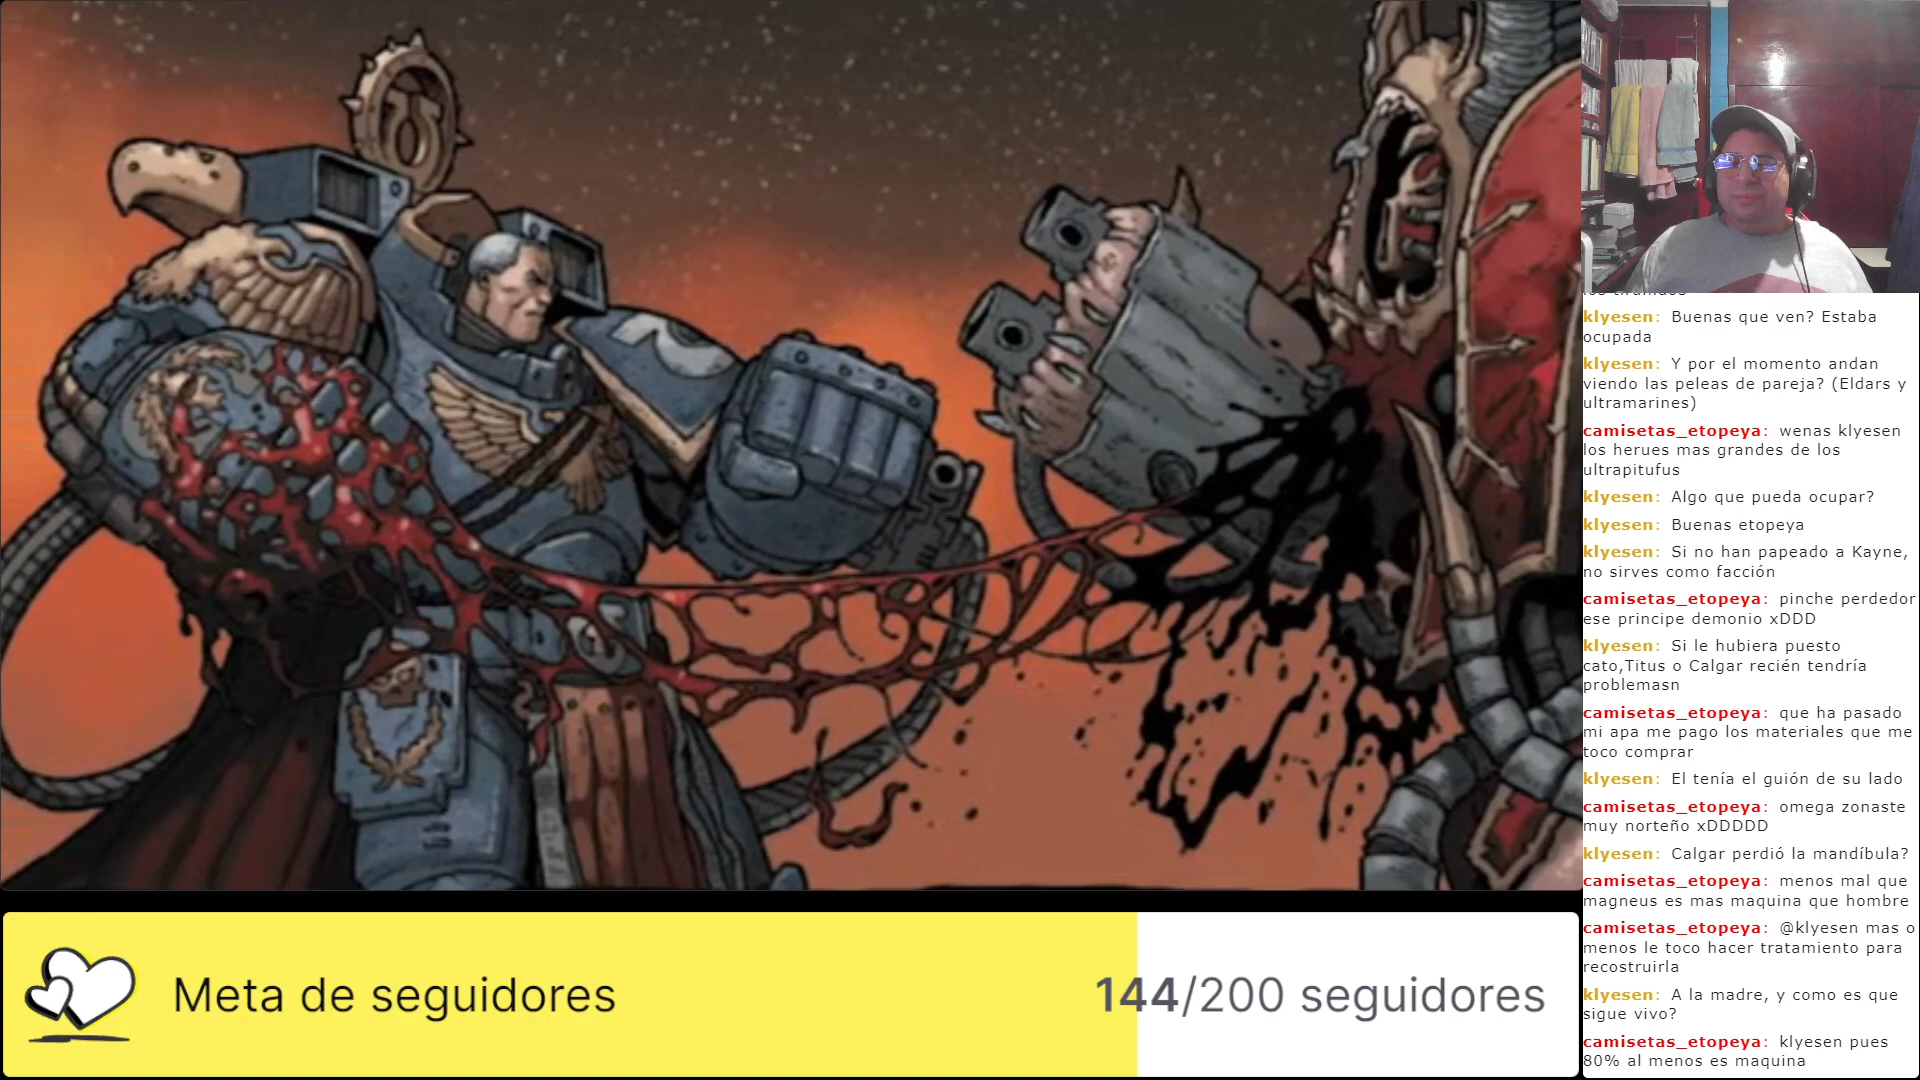 klyesen: Buenas que ven? Estaba
ocupada
klyesen: Y por el momento andan
viendo las peleas de pareja? (Eldars y
ultramarines)
camisetas_etopeya: wenas klyesen
los herues mas grandes de los
ultrapitufus
klyesen: Algo que pueda ocupar?
klyesen: Buenas etopeya
klyesen: Si no han papeado a Kayne,
no sirves como facción
camisetas_etopeya: pinche perdedor
ese principe demonio xDDD
klyesen: Si le hubiera puesto
cato,Titus o Calgar recién tendría
problemasn
camisetas_etopeya: que ha pasado
mi apa me pago los materiales que me
toco comprar
klyesen: El tenía el guión de su lado
camisetas_etopeya: omega zonaste
muy norteño xDDDDD
klyesen: Calgar perdió la mandíbula?
camisetas_etopeya: menos mal que
magneus es mas maquina que hombre
camisetas_etopeya: @klyesen mas o
menos le toco hacer tratamiento para
recostruirla
klyesen: A la madre, y como es que
sigue vivo?
camisetas_etopeya: klyesen pues
80% al menos es maquina
Meta de seguidores
144/200 seguidores